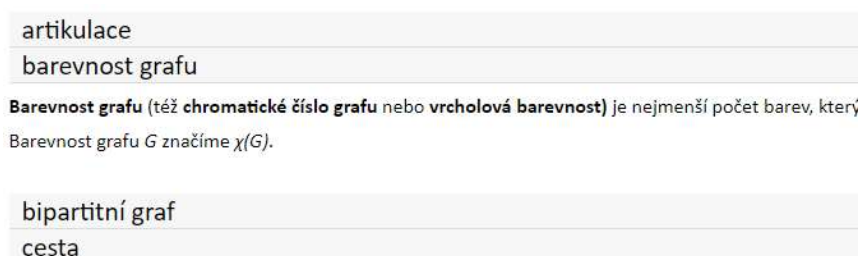 artikulace
barevnost grafu
Barevnost grafu (též chromatické číslo grafu nebo vrcholová barevnost) je nejmenší počet barev, který
Barevnost grafu G značíme χ(G).
bipartitní graf
cesta